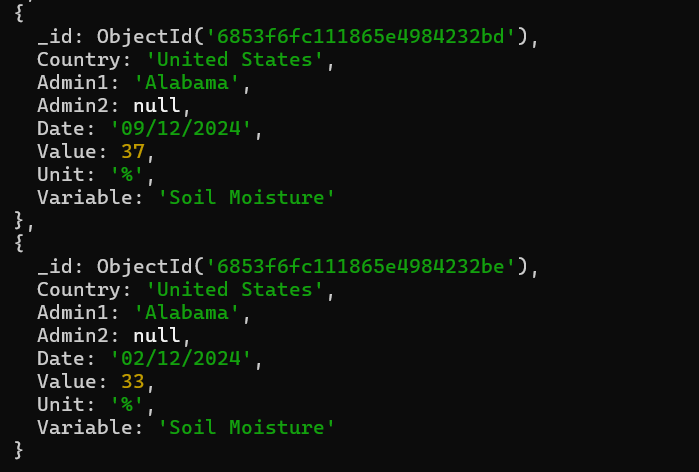 {
  _id: ObjectId('6853f6fc111865e4984232bd'),
  Country: 'United States',
  Admin1: 'Alabama',
  Admin2: null,
  Date: '09/12/2024',
  Value: 37,
  Unit: '%',
  Variable: 'Soil Moisture'
},
{
  _id: ObjectId('6853f6fc111865e4984232be'),
  Country: 'United States',
  Admin1: 'Alabama',
  Admin2: null,
  Date: '02/12/2024',
  Value: 33,
  Unit: '%',
  Variable: 'Soil Moisture'
}